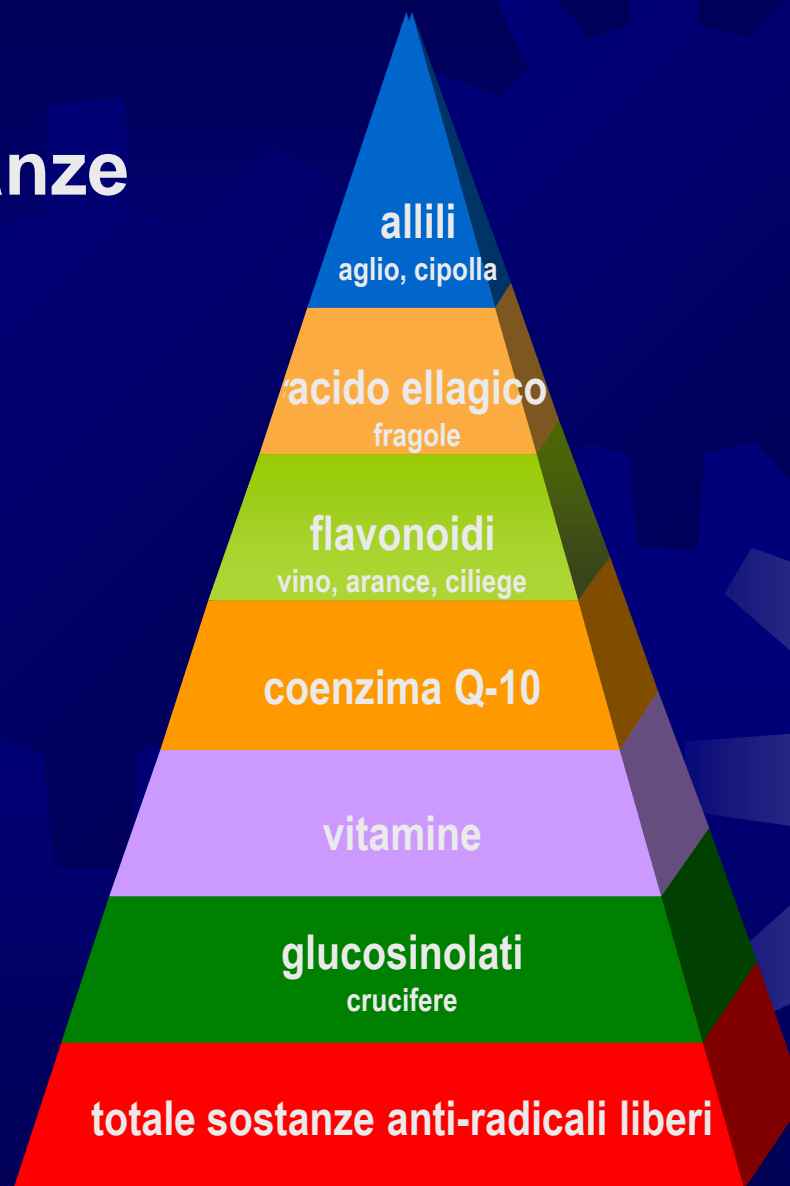 nze
allili
aglio, cipolla
acido ellagico
fragole
flavonoidi
vino, arance, ciliege
coenzima Q-10
vitamine
glucosinolati
crucifere
totale sostanze anti-radicali liberi